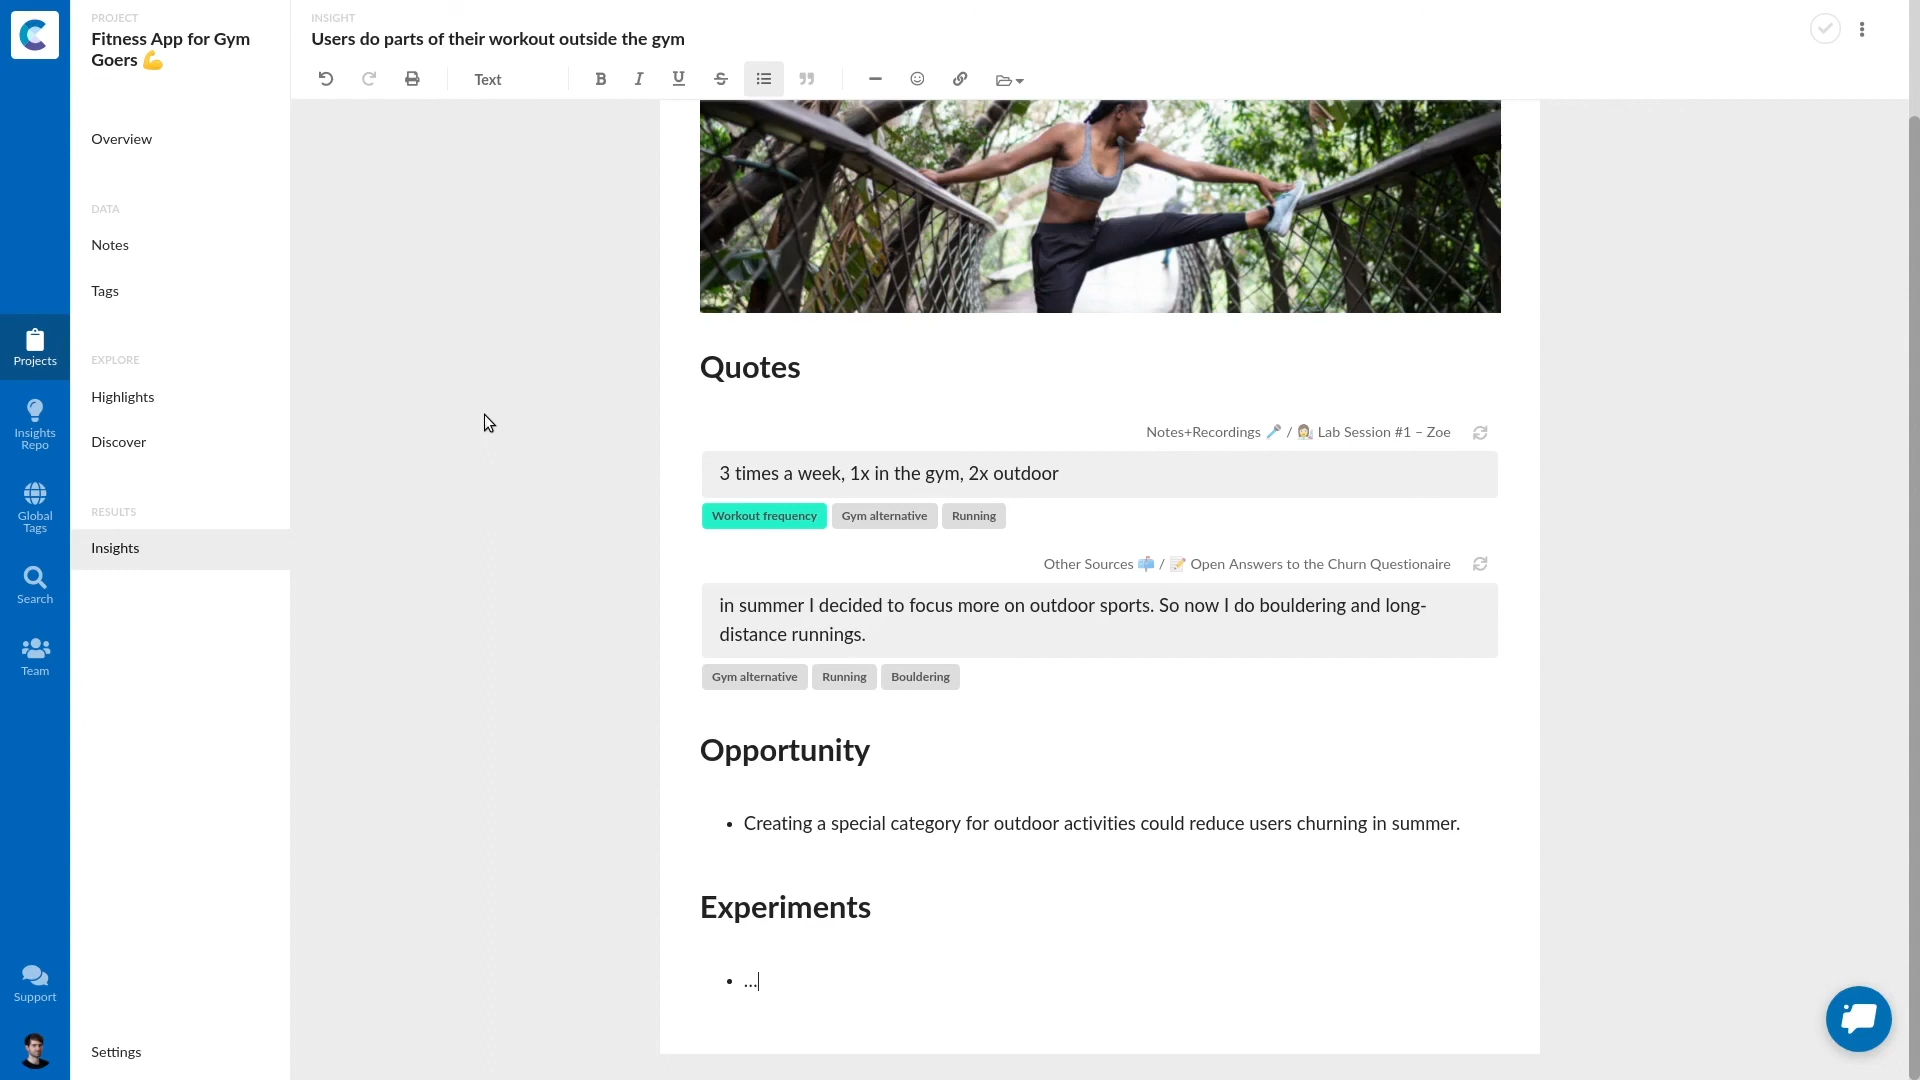 PROJECT
Fitness App for Gym
Goers 💪
Overview
DATA
Notes
Tags
EXPLORE
Highlights
Discover
RESULTS
Insights
Settings
Projects
Insights
Repo
Global
Tags
Search
Team
Support
INSIGHT
Users do parts of their workout outside the gym
Text
B I U S
Quotes
Notes+Recordings 🎤 / 👩‍🔬 Lab Session #1 – Zoe
3 times a week, 1x in the gym, 2x outdoor
Workout frequency Gym alternative Running
Other Sources 📫 / 📝 Open Answers to the Churn Questionaire
in summer I decided to focus more on outdoor sports. So now I do bouldering and long-
distance runnings.
Gym alternative Running Bouldering
Opportunity
• Creating a special category for outdoor activities could reduce users churning in summer.
Experiments
• ...